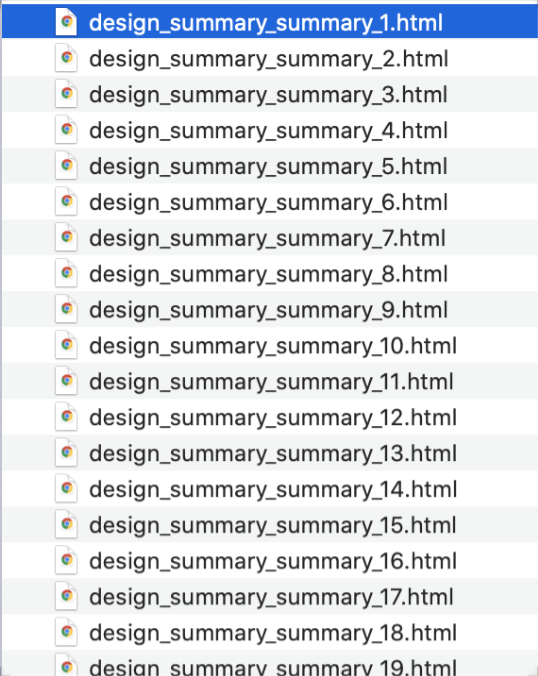 design_summary_summary_1.html
design_summary_summary_2.html
design_summary_summary_3.html
design_summary_summary_4.html
design_summary_summary_5.html
design_summary_summary_6.html
design_summary_summary_7.html
design_summary_summary_8.html
design_summary_summary_9.html
design_summary_summary_10.html
design_summary_summary_11.html
design_summary_summary_12.html
design_summary_summary_13.html
design_summary_summary_14.html
design_summary_summary_15.html
design_summary_summary_16.html
design_summary_summary_17.html
design_summary_summary_18.html
design_summary_summary_19.html